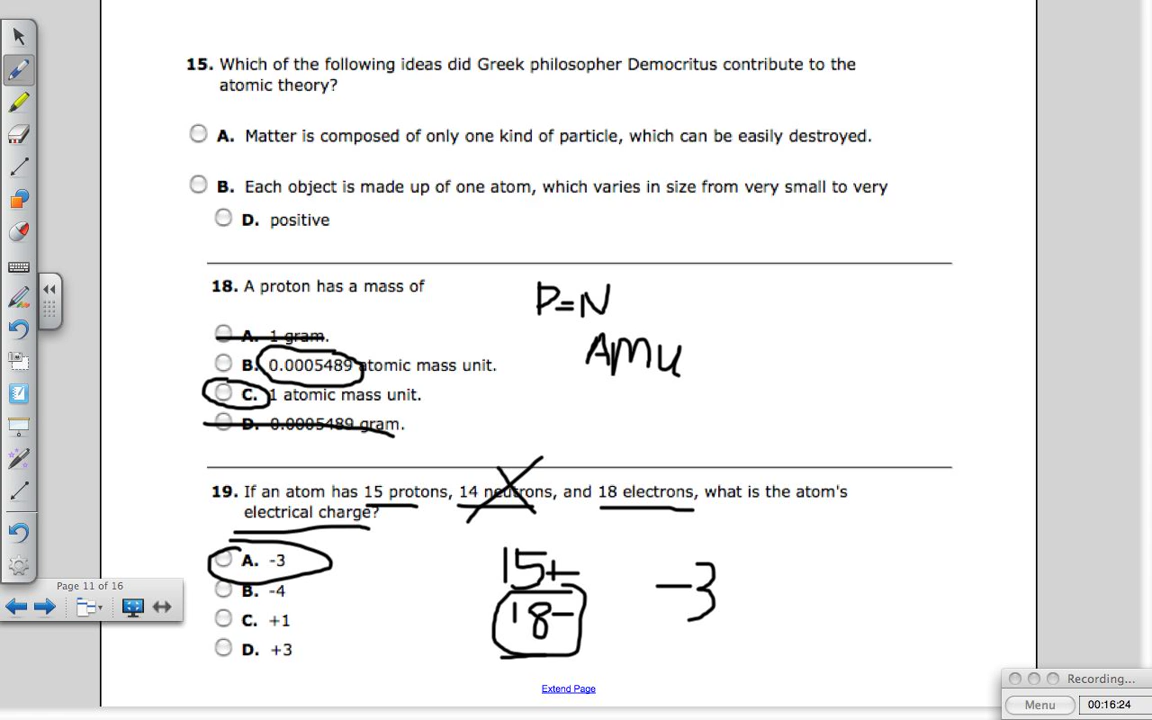 15. Which of the following ideas did Greek philosopher Democritus contribute to the
atomic theory?
A. Matter is composed of only one kind of particle, which can be easily destroyed.
B. Each object is made up of one atom, which varies in size from very small to very
D. positive
18. A proton has a mass of
P=N
A. 1 gram.
AMU
B. 0.0005489 atomic mass unit.
C. 1 atomic mass unit.
D. 0.0005489 gram.
19. If an atom has 15 protons, 14 neutrons, and 18 electrons, what is the atom's
electrical charge?
A. -3
15+
-3
B. -4
18-
C. +1
D. +3
Extend Page
Page 11 of 16
Recording...
Menu
00:16:24